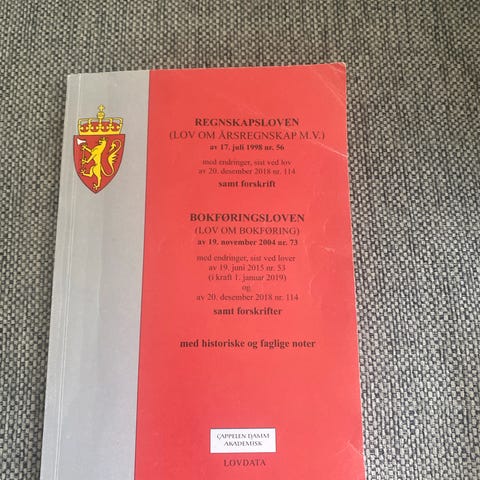 REGNSKAPSLOVEN
(LOV OM ÅRSREGNSKAP M.V.)
av 17. juli 1998 nr. 56
med endringer, sist ved lov
av 20. desember 2018 nr. 114
samt forskrift
BOKFØRINGSLOVEN
(LOV OM BOKFØRING)
av 19. november 2004 nr. 73
med endringer, sist ved lover
av 19. juni 2015 nr. 53
(i kraft 1. januar 2019)
og
av 20. desember 2018 nr. 114
samt forskrifter
med historiske og faglige noter
CAPPELEN DAMM
AKADEMISK
LOVDATA